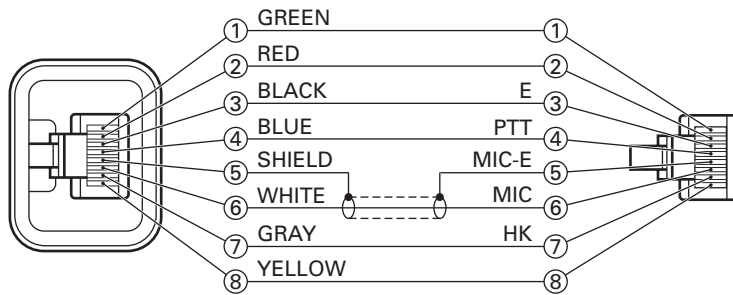 ① GREEN ①
② RED ②
③ BLACK E ③
④ BLUE PTT ④
⑤ SHIELD MIC-E ⑤
⑥ WHITE MIC ⑥
⑦ GRAY HK ⑦
⑧ YELLOW ⑧